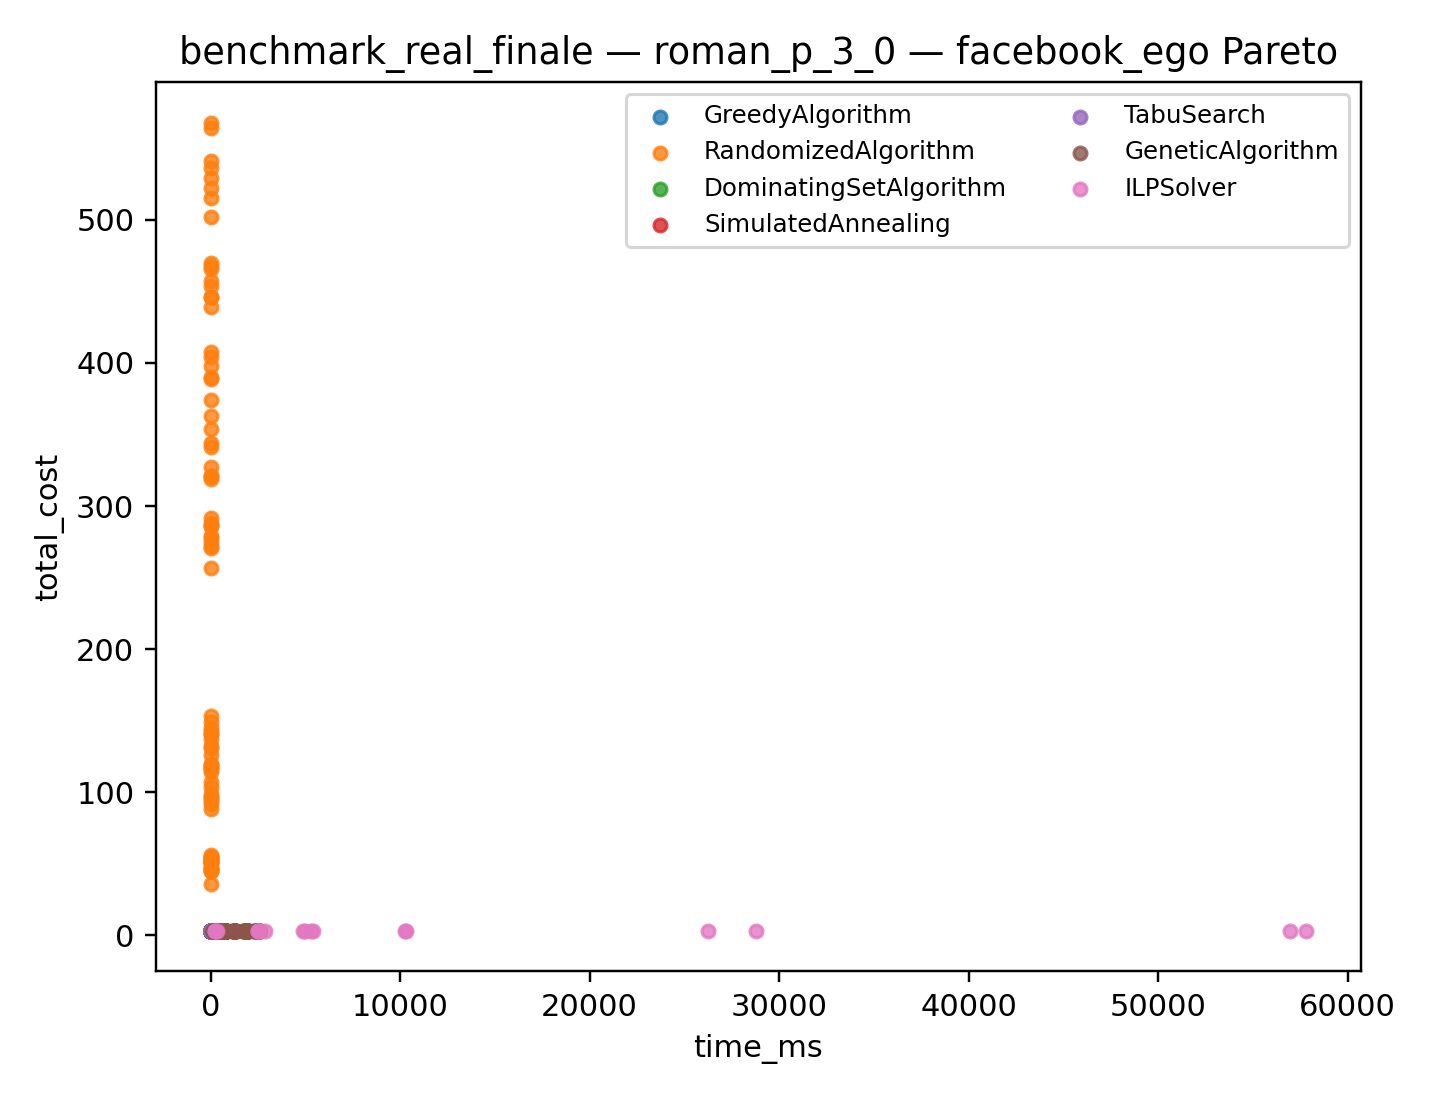 benchmark_real_finale — roman_p_3_0 — facebook_ego Pareto
GreedyAlgorithm
RandomizedAlgorithm
DominatingSetAlgorithm
SimulatedAnnealing
TabuSearch
GeneticAlgorithm
ILPSolver
500
400
300
200
100
0
total_cost
0 10000 20000 30000 40000 50000 60000
time_ms